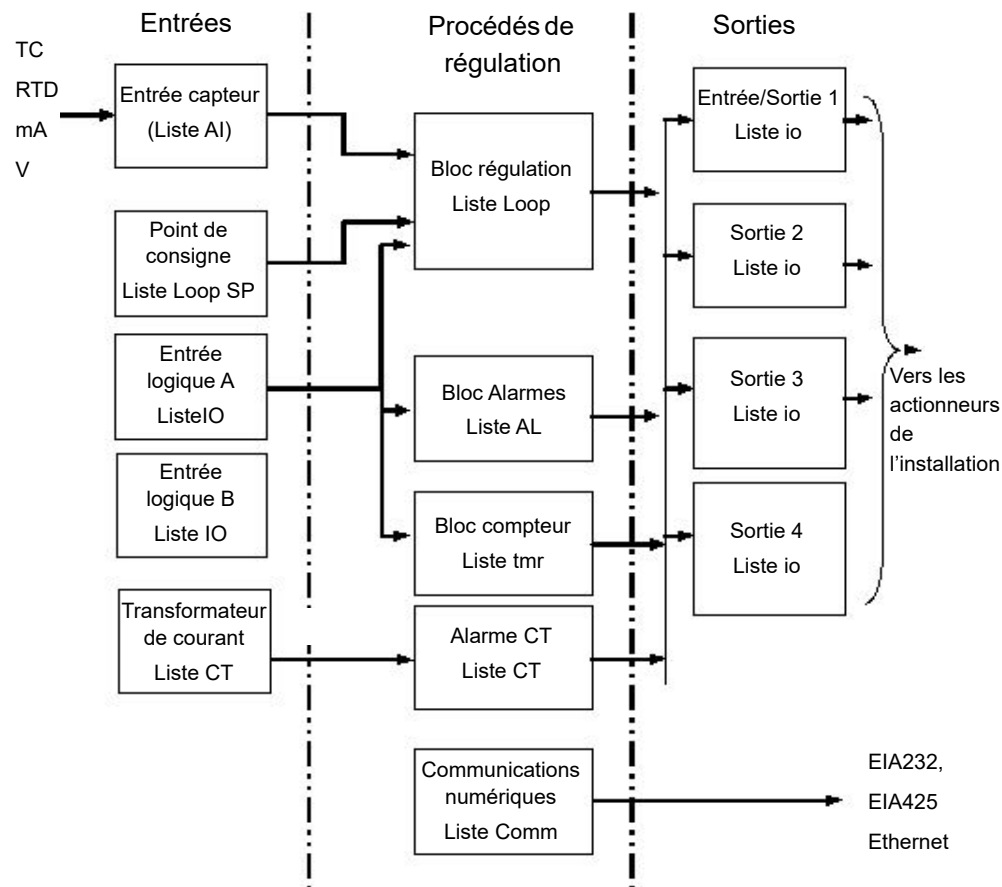 Entrées
TC
RTD
mA
V
Entrée capteur
(Liste AI)
Point de
consigne
Liste Loop SP
Entrée
logique A
ListeIO
Entrée
logique B
Liste IO
Transformateur
de courant
Liste CT
Procédés de
régulation
Bloc régulation
Liste Loop
Bloc Alarmes
Liste AL
Bloc compteur
Liste tmr
Alarme CT
Liste CT
Communications
numériques
Liste Comm
Sorties
Entrée/Sortie 1
Liste io
Sortie 2
Liste io
Sortie 3
Liste io
Sortie 4
Liste io
Vers les
actionneurs
de
l’installation
EIA232,
EIA425
Ethernet